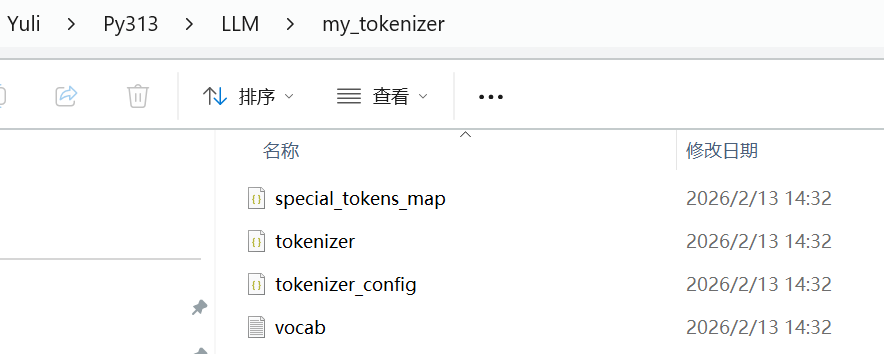 Yuli > Py313 > LLM > my_tokenizer
排序 查看 •••
名称 修改日期
special_tokens_map 2026/2/13 14:32
tokenizer 2026/2/13 14:32
tokenizer_config 2026/2/13 14:32
vocab 2026/2/13 14:32